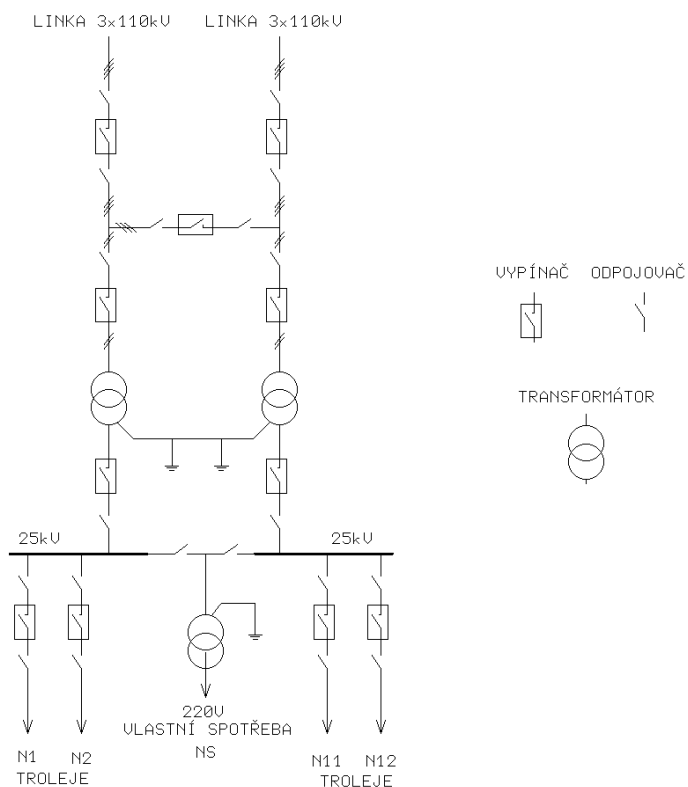 LINKA 3x110kV
LINKA 3x110kV
VYPÍNAČ
ODPOJOVAČ
TRANSFORMÁTOR
25kV
25kV
220V
VLASTNÍ SPOTŘEBA
NS
N1
N2
TROLEJE
N11
N12
TROLEJE